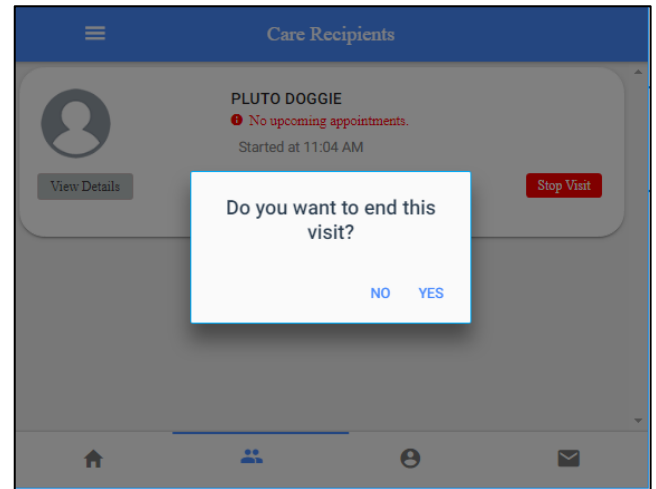 Care Recipients
PLUTO DOGGIE
No upcoming appointments.
Started at 11:04 AM
View Details
Stop Visit
Do you want to end this
visit?
NO YES